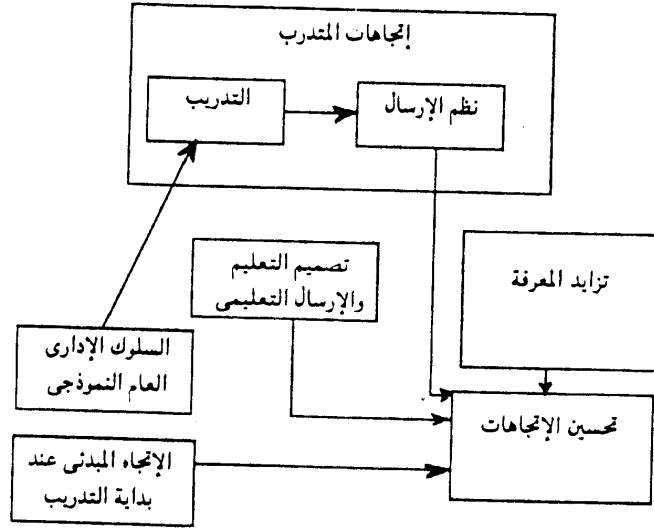 إتجاهات المتدرب
التدريب
نظم الإرسال
تصميم التعليم
والإرسال التعليمى
تزايد المعرفة
السلوك الإدارى
العام النموذجى
تحسين الإتجاهات
الإتجاه المبدئى عند
بداية التدريب